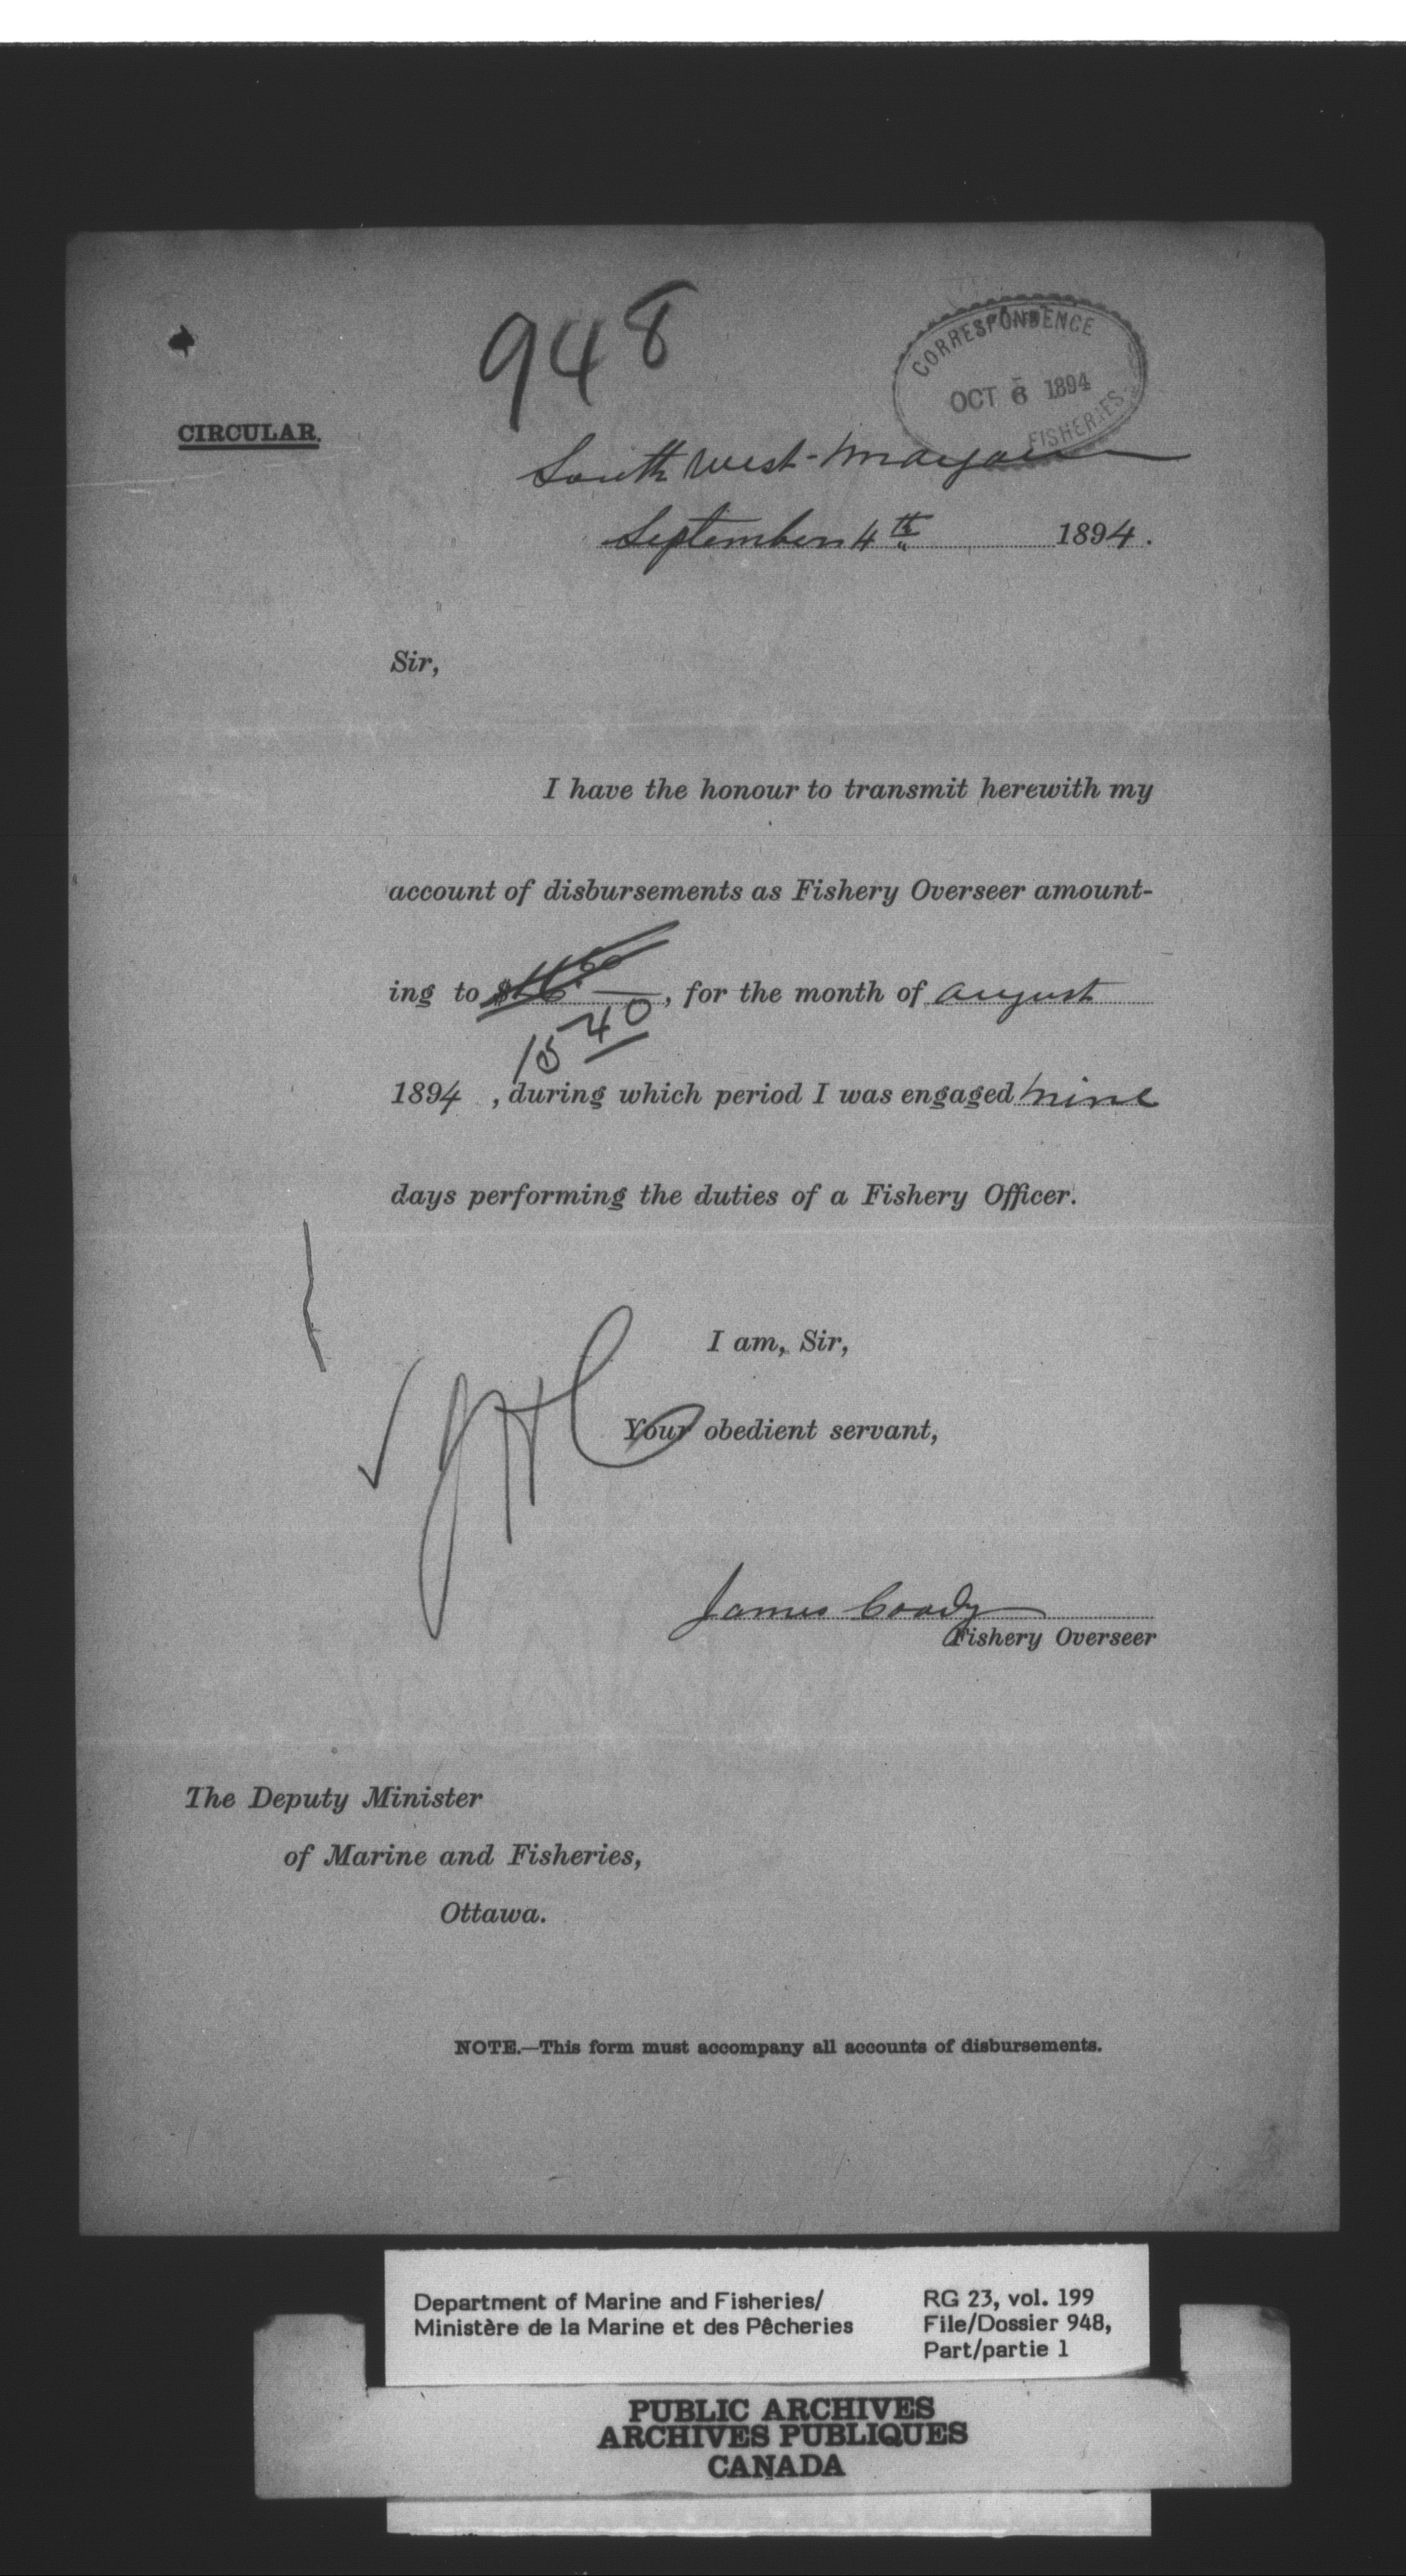 948
CORRESPONDENCE
OCT 6 1894
FISHERIES
CIRCULAR.
South West Margaree
September 4th 1894.
Sir,
I have the honour to transmit herewith my
account of disbursements as Fishery Overseer amount-
ing to $, for the month of august
15 40
1894 , during which period I was engaged nine
days performing the duties of a Fishery Officer.
I am, Sir,
Your obedient servant,
James Coady
Fishery Overseer
The Deputy Minister
of Marine and Fisheries,
Ottawa.
NOTE.—This form must accompany all accounts of disbursements.
Department of Marine and Fisheries/
Ministère de la Marine et des Pêcheries
RG 23, vol. 199
File/Dossier 948,
Part/partie 1
PUBLIC ARCHIVES
ARCHIVES PUBLIQUES
CANADA